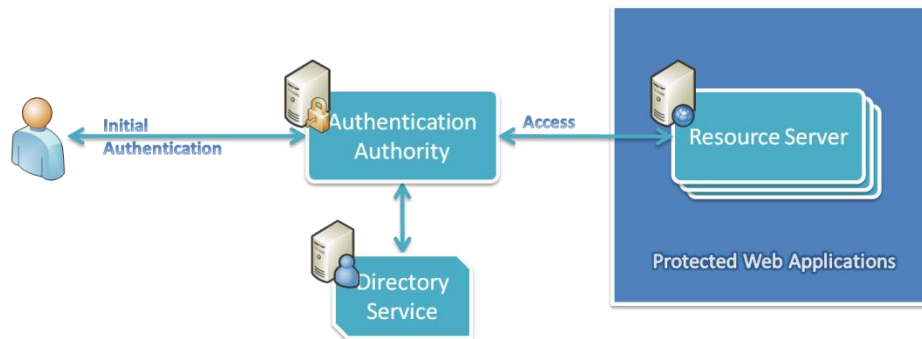 Initial
Authentication
Authentication
Authority
Access
Resource Server
Directory
Service
Protected Web Applications